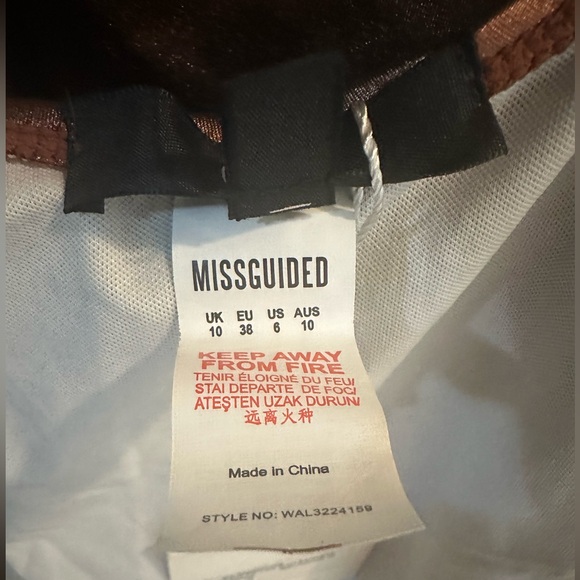 MISSGUIDED
UK EU US AUS
10 38 6 10
KEEP AWAY
FROM FIRE
TENIR ÉLOIGNÉ DU FEU
STAI DEPARTE DE FOC
ATEŞTEN UZAK DURUN
远离火种
Made in China
STYLE NO: WAL3224159